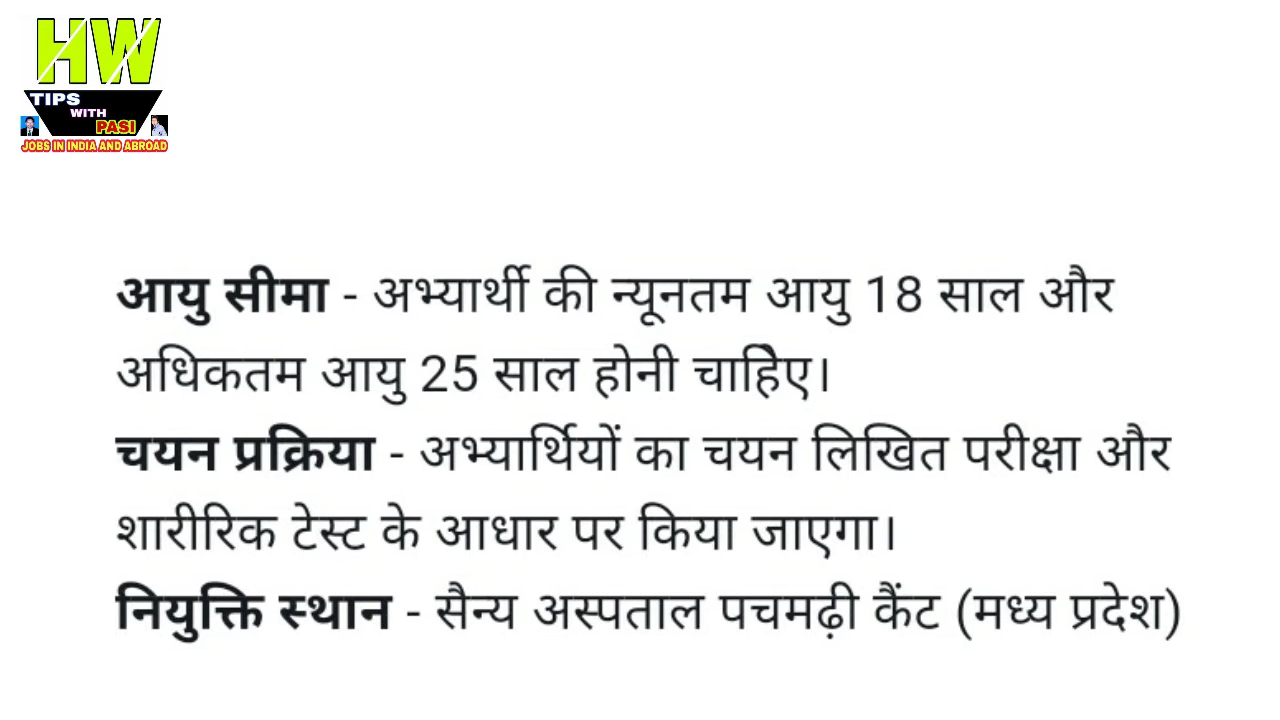 HW
TIPS
WITH
PASI
JOBS IN INDIA AND ABROAD
आयु सीमा - अभ्यार्थी की न्यूनतम आयु 18 साल और
अधिकतम आयु 25 साल होनी चाहिेए।
चयन प्रक्रिया - अभ्यार्थियों का चयन लिखित परीक्षा और
शारीरिक टेस्ट के आधार पर किया जाएगा।
नियुक्ति स्थान - सैन्य अस्पताल पचमढ़ी कैंट (मध्य प्रदेश)